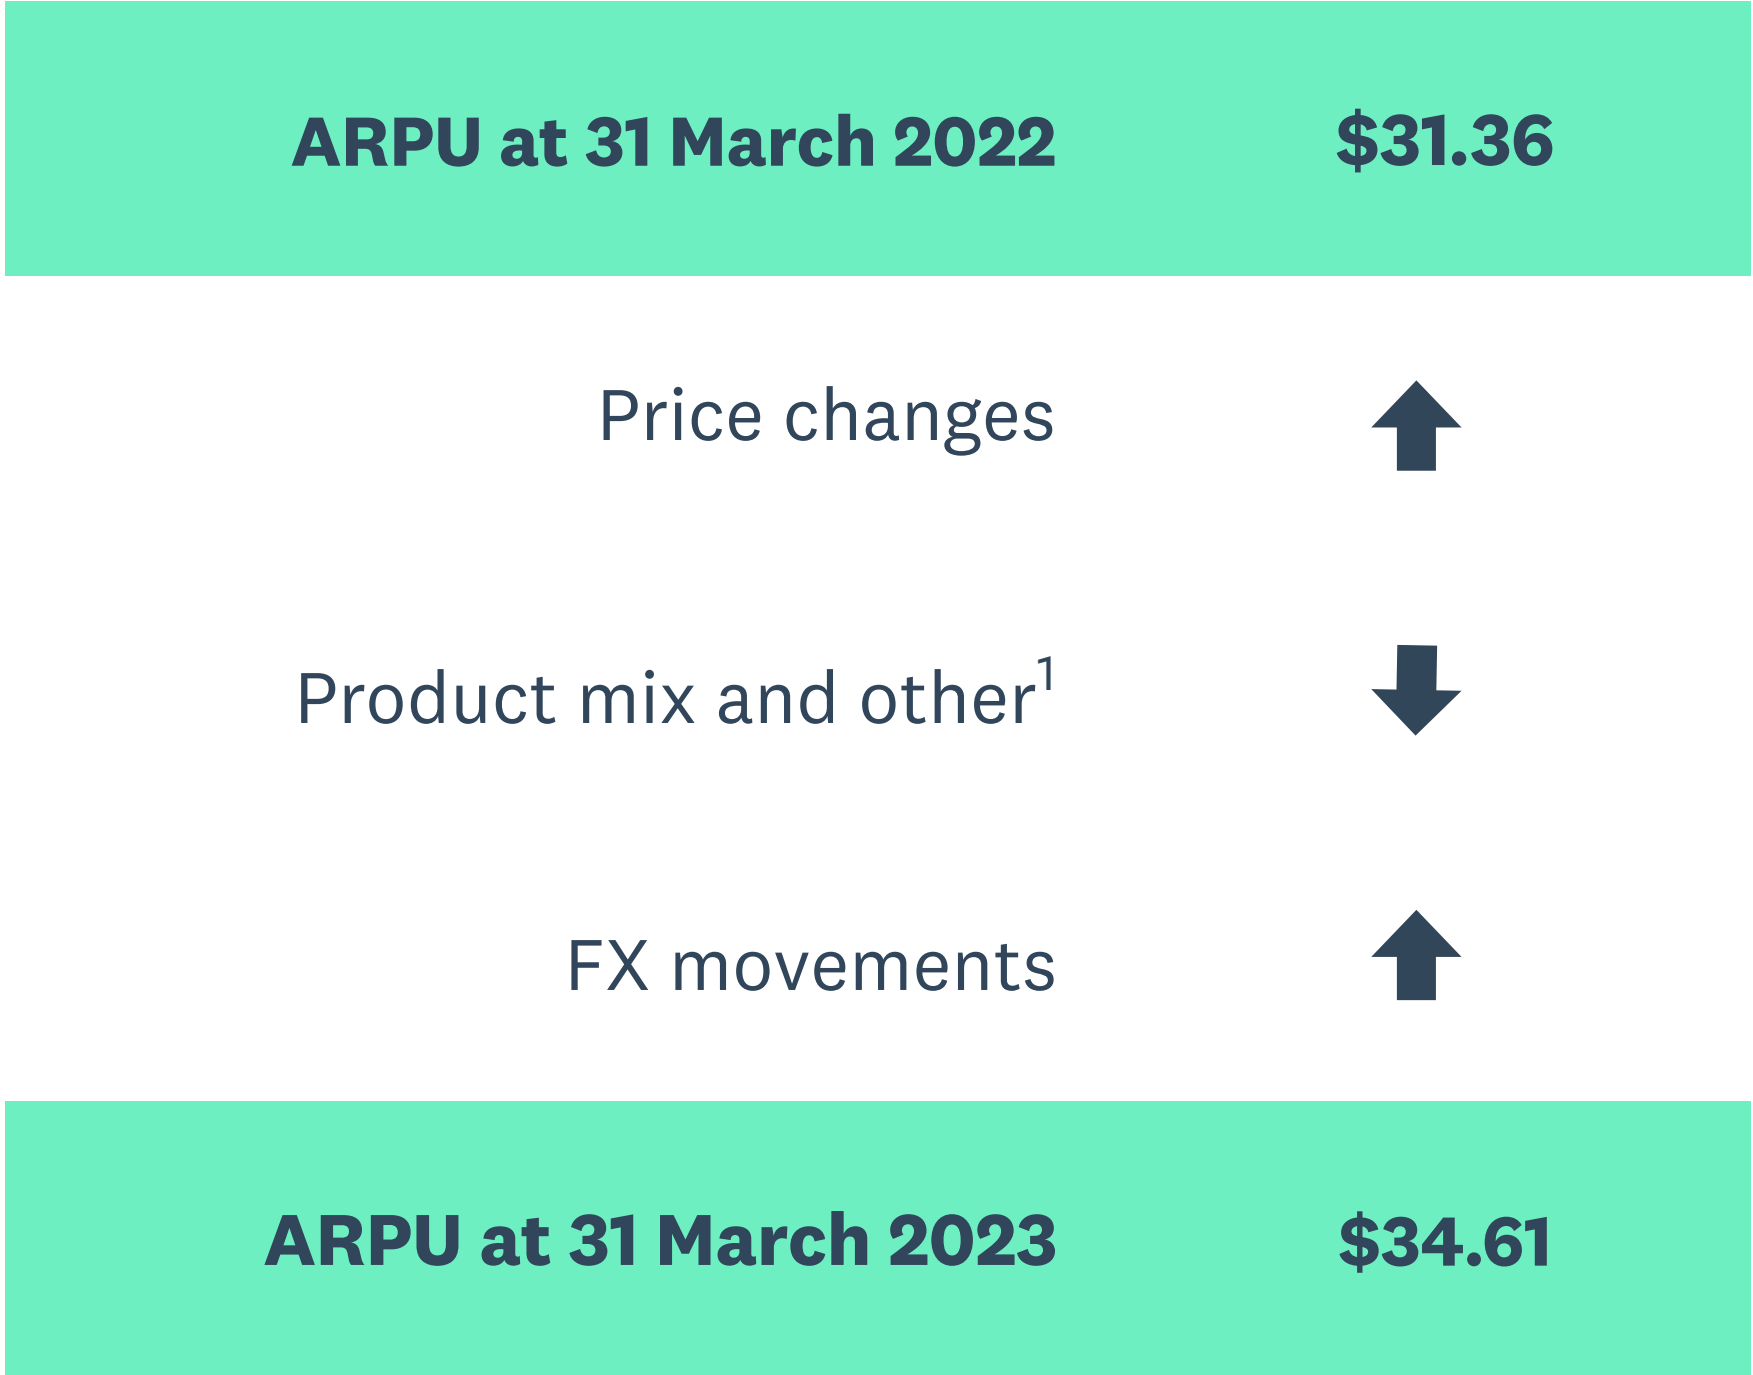 ARPU at 31 March 2022 $31.36
Price changes
Product mix and other¹
FX movements
ARPU at 31 March 2023 $34.61